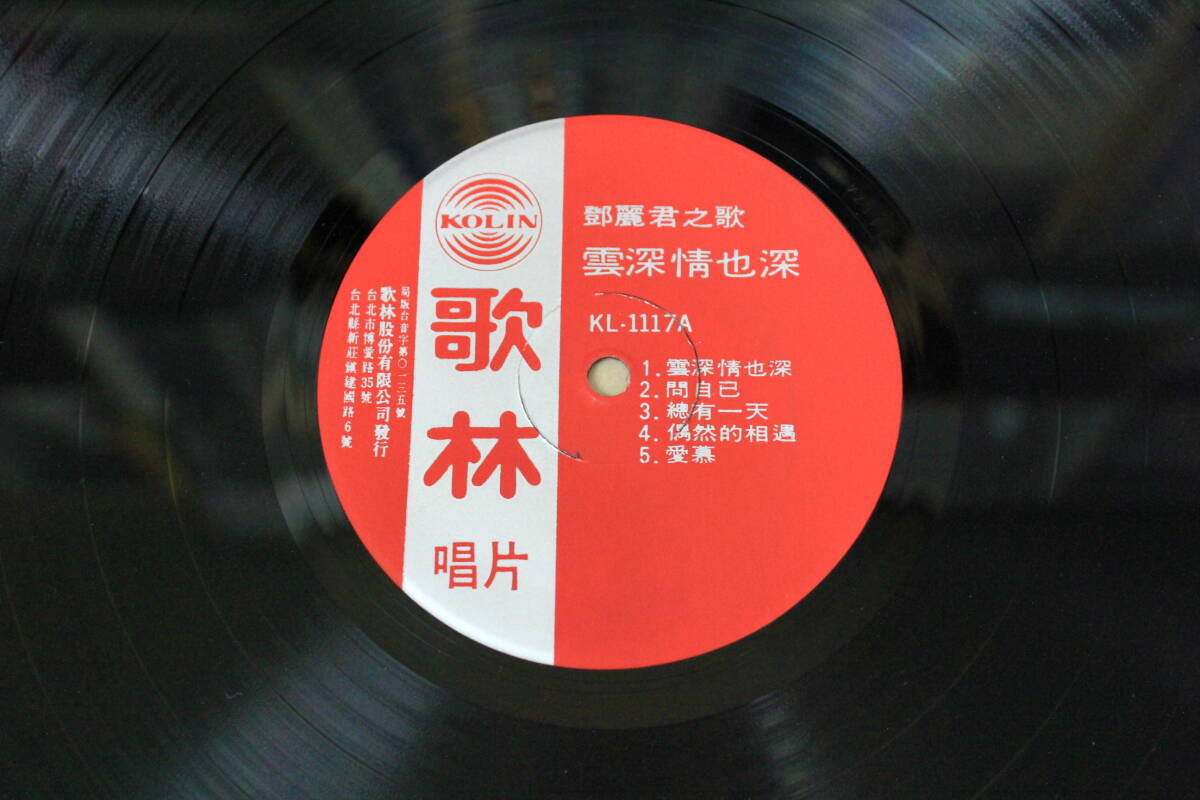 KOLIN
歌林
唱片
局版台音字第〇一三五號
歌林股份有限公司發行
台北市博愛路35號
台北縣新莊鎮建國路6號
鄧麗君之歌
雲深情也深
KL-1117A
1. 雲深情也深
2. 問自已
3. 總有一天
4. 偶然的相遇
5. 愛慕